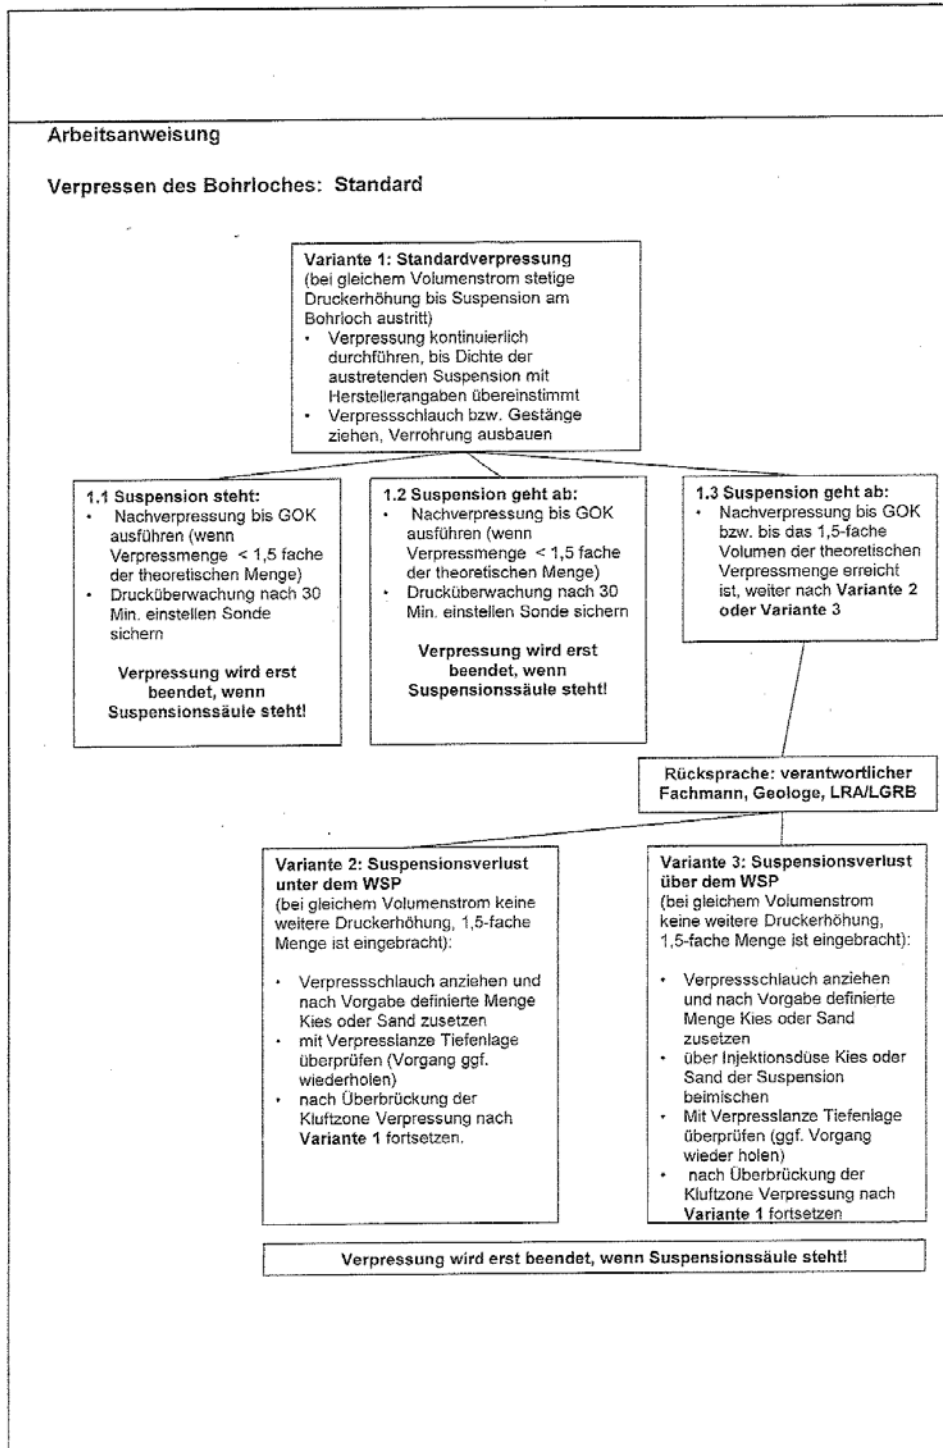 Arbeitsanweisung
Verpressen des Bohrloches: Standard
Variante 1: Standardverpressung
(bei gleichem Volumenstrom stetige
Druckerhöhung bis Suspension am
Bohrloch austritt)
• Verpressung kontinuierlich
durchführen, bis Dichte der
austretenden Suspension mit
Herstellerangaben übereinstimmt
• Verpressschlauch bzw. Gestänge
ziehen, Verrohrung ausbauen
1.1 Suspension steht:
• Nachverpressung bis GOK
ausführen (wenn
Verpressmenge < 1,5 fache
der theoretischen Menge)
• Drucküberwachung nach 30
Min. einstellen Sonde
sichern
Verpressung wird erst
beendet, wenn
Suspensionssäule steht!
1.2 Suspension geht ab:
• Nachverpressung bis GOK
ausführen (wenn
Verpressmenge < 1,5 fache
der theoretischen Menge)
• Drucküberwachung nach 30
Min. einstellen Sonde sichern
Verpressung wird erst
beendet, wenn
Suspensionssäule steht!
1.3 Suspension geht ab:
• Nachverpressung bis GOK
bzw. bis das 1,5-fache
Volumen der theoretischen
Verpressmenge erreicht
ist, weiter nach Variante 2
oder Variante 3
Rücksprache: verantwortlicher
Fachmann, Geologe, LRA/LGRB
Variante 2: Suspensionsverlust
unter dem WSP
(bei gleichem Volumenstrom keine
weitere Druckerhöhung, 1,5-fache
Menge ist eingebracht):
• Verpressschlauch anziehen und
nach Vorgabe definierte Menge
Kies oder Sand zusetzen
• mit Verpresslanze Tiefenlage
überprüfen (Vorgang ggf.
wiederholen)
• nach Überbrückung der
Kluftzone Verpressung nach
Variante 1 fortsetzen.
Variante 3: Suspensionsverlust
über dem WSP
(bei gleichem Volumenstrom
keine weitere Druckerhöhung,
1,5-fache Menge ist eingebracht):
• Verpressschlauch anziehen
und nach Vorgabe definierte
Menge Kies oder Sand
zusetzen
• über Injektionsdüse Kies oder
Sand der Suspension
beimischen
• Mit Verpresslanze Tiefenlage
überprüfen (ggf. Vorgang
wieder holen)
• nach Überbrückung der
Kluftzone Verpressung nach
Variante 1 fortsetzen
Verpressung wird erst beendet, wenn Suspensionssäule steht!